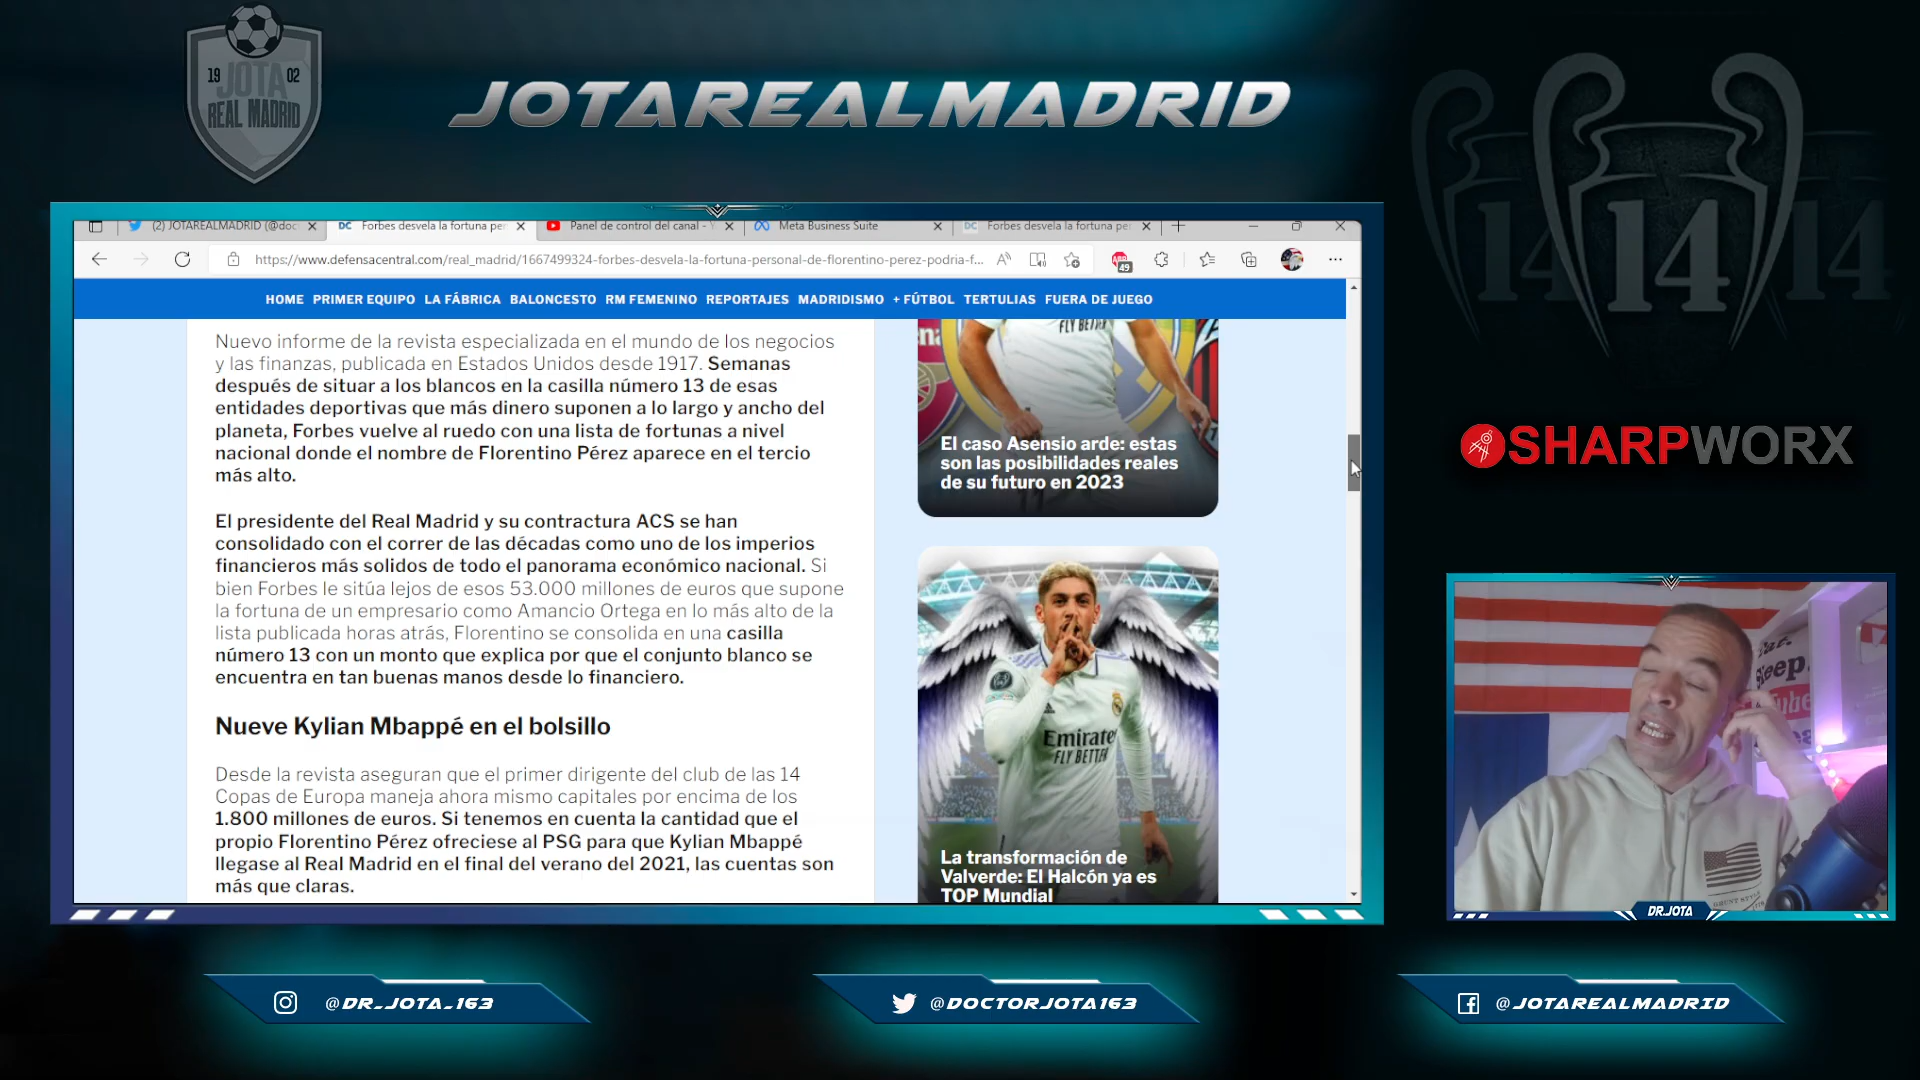 19 02
JOTA
REAL MADRID
JOTAREALMADRID
14 14 14
(2) JOTAREALMADRID (@doc
Forbes desvela la fortuna per
Panel de control del canal - Y
Meta Business Suite
Forbes desvela la fortuna per
https://www.defensacentral.com/real_madrid/1667499324-forbes-desvela-la-fortuna-personal-de-florentino-perez-podria-f...
49
HOME PRIMER EQUIPO LA FÁBRICA BALONCESTO RM FEMENINO REPORTAJES MADRIDISMO + FÚTBOL TERTULIAS FUERA DE JUEGO
Nuevo informe de la revista especializada en el mundo de los negocios
y las finanzas, publicada en Estados Unidos desde 1917. Semanas
después de situar a los blancos en la casilla número 13 de esas
entidades deportivas que más dinero suponen a lo largo y ancho del
planeta, Forbes vuelve al ruedo con una lista de fortunas a nivel
nacional donde el nombre de Florentino Pérez aparece en el tercio
más alto.
El presidente del Real Madrid y su contractura ACS se han
consolidado con el correr de las décadas como uno de los imperios
financieros más solidos de todo el panorama económico nacional. Si
bien Forbes le sitúa lejos de esos 53.000 millones de euros que supone
la fortuna de un empresario como Amancio Ortega en lo más alto de la
lista publicada horas atrás, Florentino se consolida en una casilla
número 13 con un monto que explica por que el conjunto blanco se
encuentra en tan buenas manos desde lo financiero.
Nueve Kylian Mbappé en el bolsillo
Desde la revista aseguran que el primer dirigente del club de las 14
Copas de Europa maneja ahora mismo capitales por encima de los
1.800 millones de euros. Si tenemos en cuenta la cantidad que el
propio Florentino Pérez ofreciese al PSG para que Kylian Mbappé
llegase al Real Madrid en el final del verano del 2021, las cuentas son
más que claras.
FLY BETTER
El caso Asensio arde: estas
son las posibilidades reales
de su futuro en 2023
Emirates
FLY BETTER
La transformación de
Valverde: El Halcón ya es
TOP Mundial
SHARPWORX
Eat.
Sleep.
GRUNT STYLE
DR.JOTA
@DR_JOTA_163
@DOCTORJOTA163
@JOTAREALMADRID